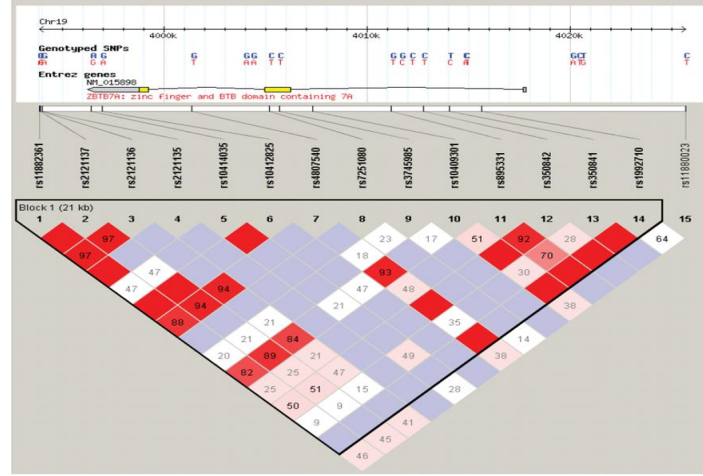 Chr19
4000k 4010k 4020k
Genotyped SNPs
Entrez genes
NM_015898
ZBTB7A: zinc finger and BTB domain containing 7A
rs11882361 rs2121137 rs2121136 rs2121135 rs10414035 rs10412825 rs4807540 rs7251080 rs3745985 rs10409301 rs895331 rs350842 rs350841 rs1992710 rs11880023
Block 1 (21 kb)
1 2 3 4 5 6 7 8 9 10 11 12 13 14 15
97 23 17 51 92 28 64
97 18 70
47 93 30
47 94 47 48 38
94 21
88 35
21 14
21 84 38
20 89 21 49
82 25 47 28
25 51 15
50 9
9 41
45
46